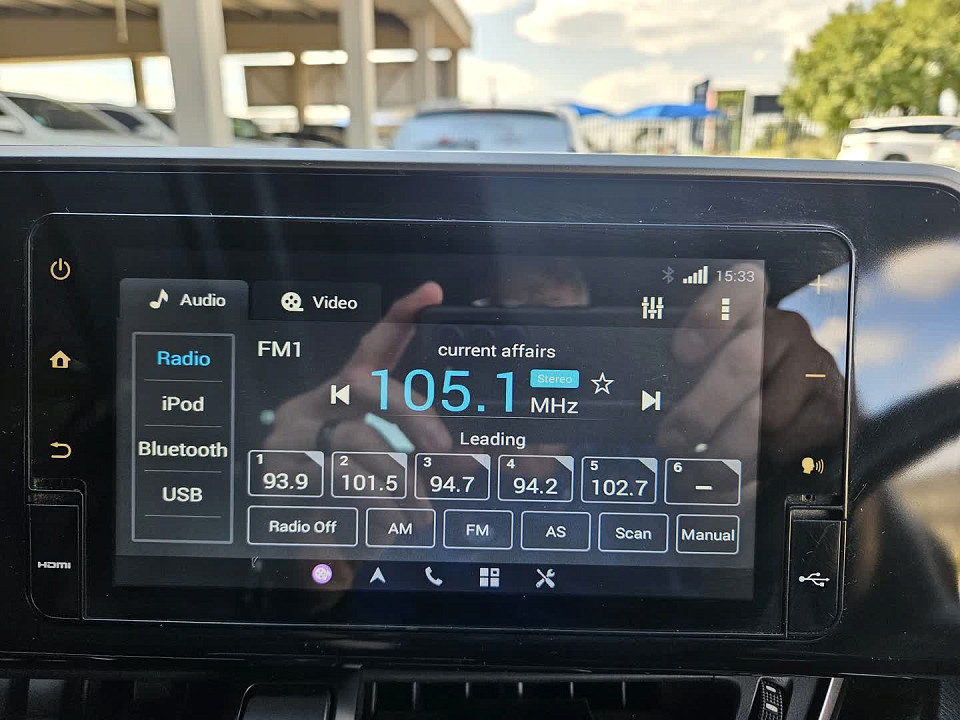 15:33
Audio
Video
Radio
iPod
Bluetooth
USB
FM1
current affairs
105.1 MHz
Stereo
Leading
1 93.9
2 101.5
3 94.7
4 94.2
5 102.7
6 –
Radio Off
AM
FM
AS
Scan
Manual
HDMI